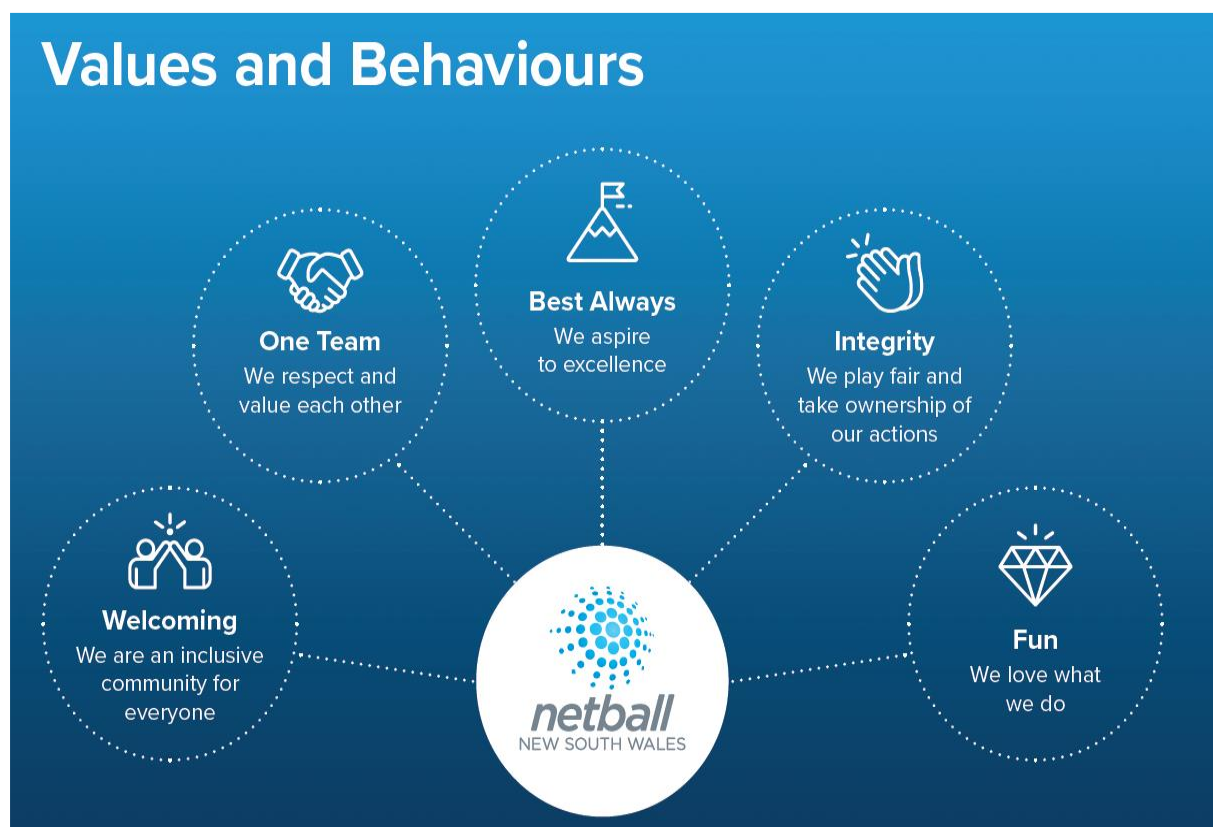 Values and Behaviours
Welcoming
We are an inclusive
community for
everyone
One Team
We respect and
value each other
Best Always
We aspire
to excellence
Integrity
We play fair and
take ownership of
our actions
Fun
We love what
we do
netball
NEW SOUTH WALES